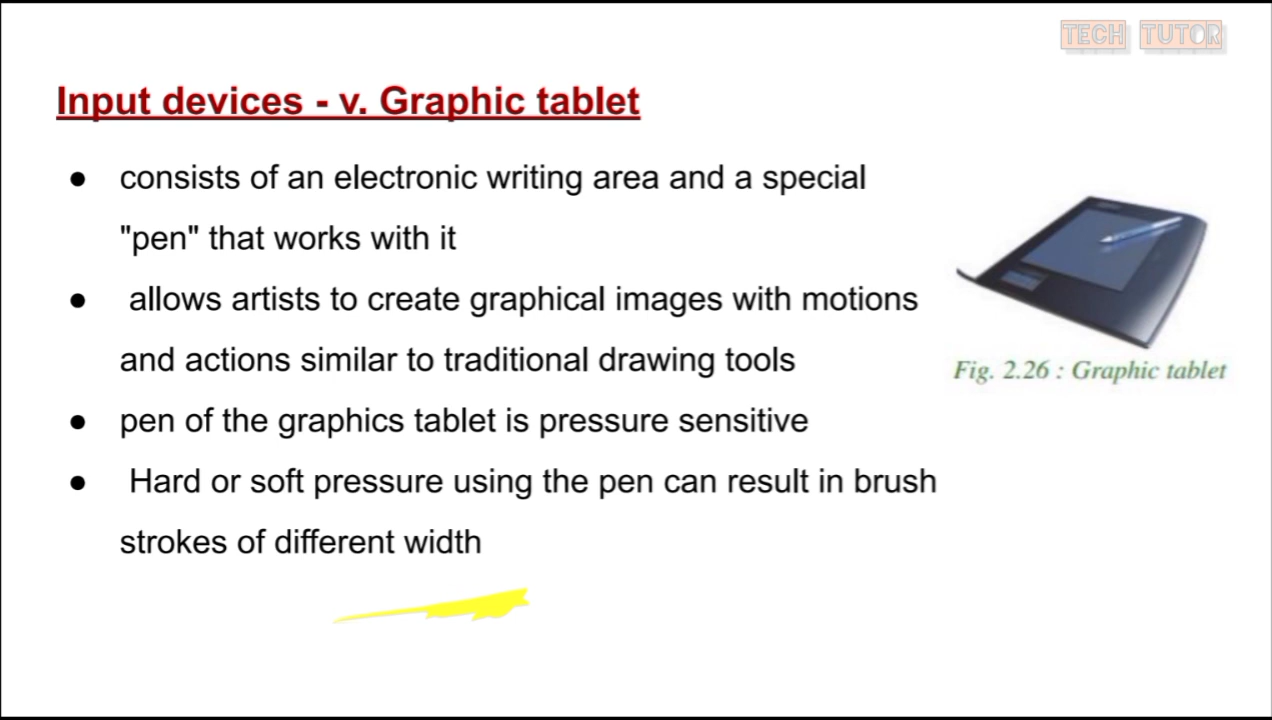 TECH TUTOR
Input devices - v. Graphic tablet
● consists of an electronic writing area and a special
"pen" that works with it
● allows artists to create graphical images with motions
and actions similar to traditional drawing tools
Fig. 2.26 : Graphic tablet
● pen of the graphics tablet is pressure sensitive
● Hard or soft pressure using the pen can result in brush
strokes of different width